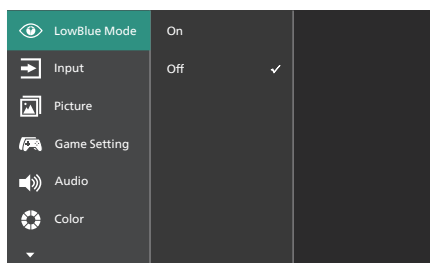 LowBlue Mode
On
Input
Off
Picture
Game Setting
Audio
Color